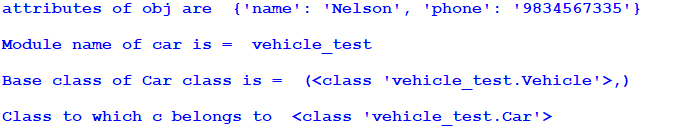 attributes of obj are  {'name': 'Nelson', 'phone': '9834567335'}
Module name of car is =  vehicle_test
Base class of Car class is =  (<class 'vehicle_test.Vehicle'>,)
Class to which c belongs to  <class 'vehicle_test.Car'>